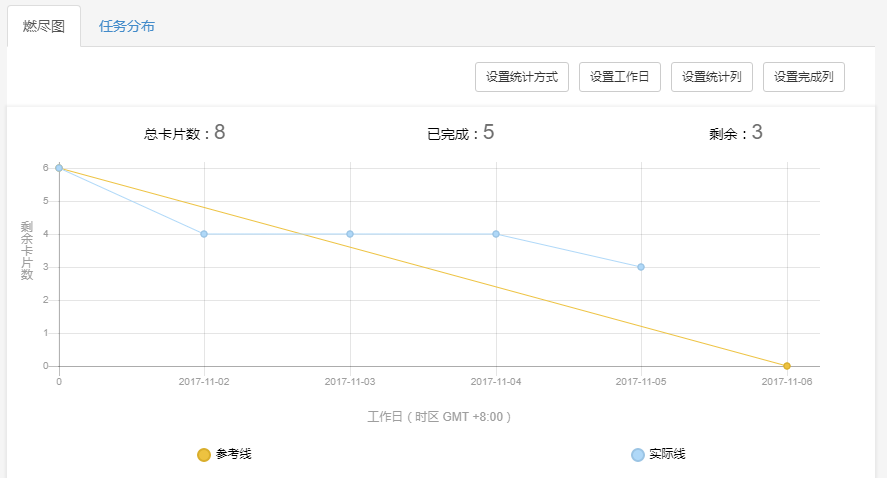 燃尽图 任务分布
设置统计方式 设置工作日 设置统计列 设置完成列
总卡片数：8 已完成：5 剩余：3
6
5
4
3
2
1
0
剩余卡片数
0 2017-11-02 2017-11-03 2017-11-04 2017-11-05 2017-11-06
工作日 ( 时区 GMT +8:00 )
参考线 实际线